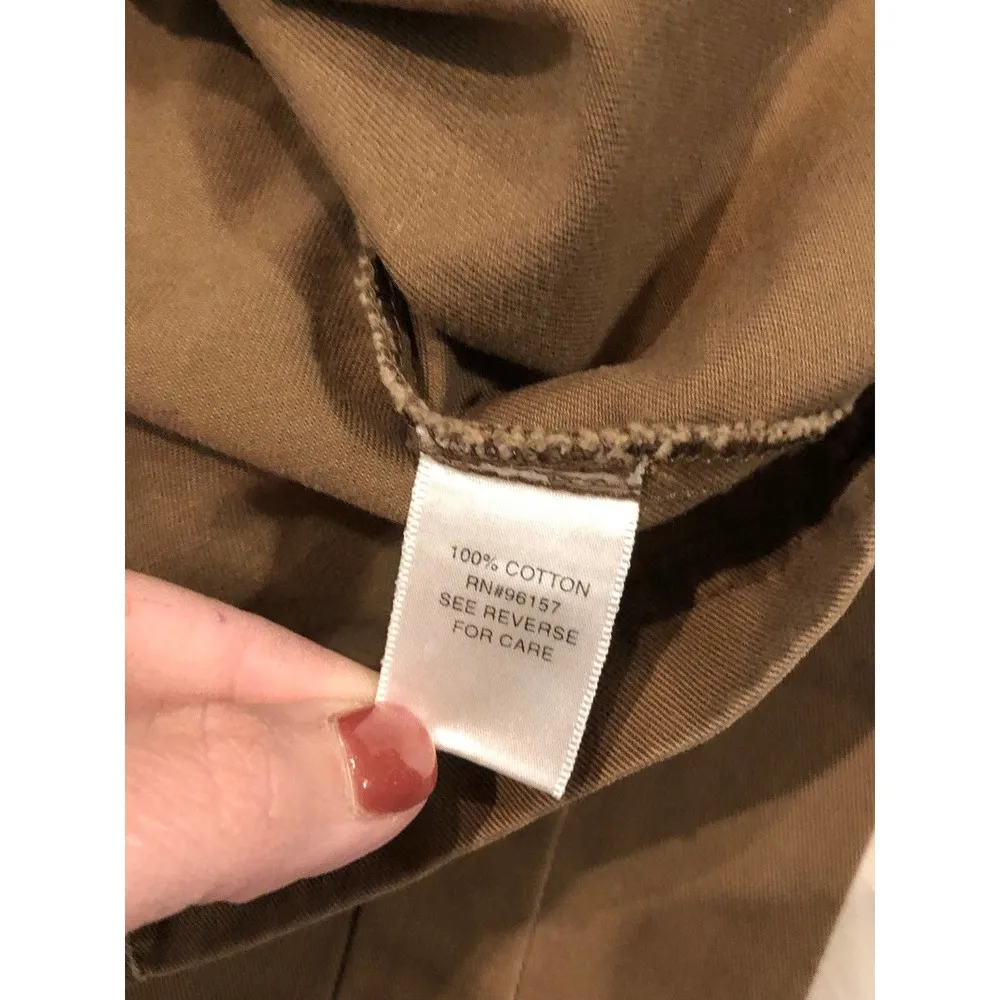 100% COTTON
RN#96157
SEE REVERSE
FOR CARE